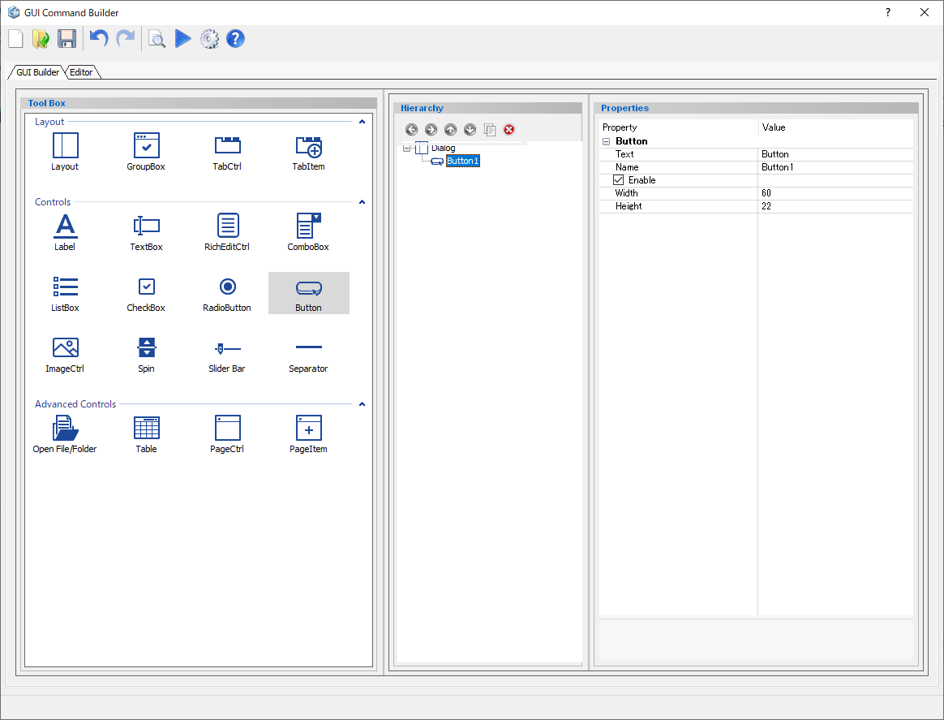 GUI Command Builder
?
GUI Builder Editor
Tool Box
Layout
Layout GroupBox TabCtrl TabItem
Controls
Label TextBox RichEditCtrl ComboBox
ListBox CheckBox RadioButton Button
ImageCtrl Spin Slider Bar Separator
Advanced Controls
Open File/Folder Table PageCtrl PageItem
Hierarchy
Dialog
Button1
Properties
Property Value
Button
Text Button
Name Button1
Enable
Width 60
Height 22